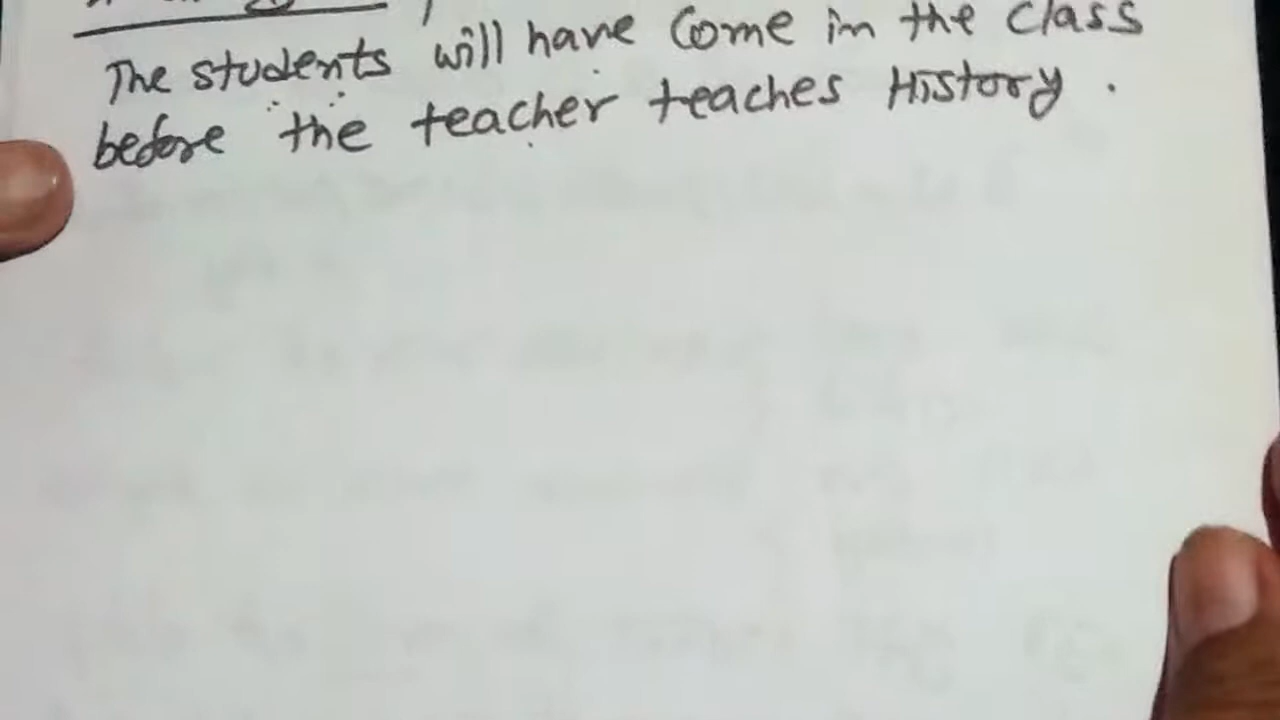 The students will have Come in the Class
before the teacher teaches History.